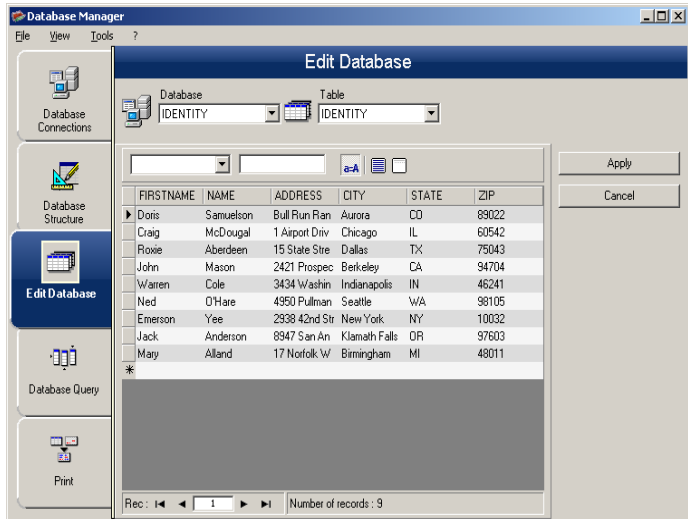 Database Manager
File View Tools ?
Edit Database
Database Connections
Database Structure
Edit Database
Database Query
Print
Database Table
IDENTITY IDENTITY
a=A
Apply
Cancel
FIRSTNAME NAME ADDRESS CITY STATE ZIP
Doris Samuelson Bull Run Ran Aurora CO 89022
Craig McDougal 1 Airport Driv Chicago IL 60542
Roxie Aberdeen 15 State Stre Dallas TX 75043
John Mason 2421 Prospec Berkeley CA 94704
Warren Cole 3434 Washin Indianapolis IN 46241
Ned O'Hare 4950 Pullman Seattle WA 98105
Emerson Yee 2938 42nd Str New York NY 10032
Jack Anderson 8947 San An Klamath Falls OR 97603
Mary Alland 17 Norfolk W Birmingham MI 48011
Rec : 1 Number of records : 9